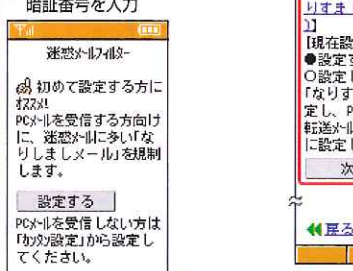 暗証番号を入力
迷惑ﾒｰﾙﾌｨﾙﾀｰ
初めて設定する方に
ｵｽｽﾒ!
PCﾒｰﾙを受信する方向け
に、迷惑ﾒｰﾙに多い｢な
りしましメール｣を規制
します。
設定する
PCﾒｰﾙを受信しない方は
｢ｶﾝﾀﾝ設定｣から設定し
てください。
りすま
)]
[現在設
●設定す
○設定し
｢なりす
定し、P
転送ﾒｰﾙ
に設定し
次
戻る